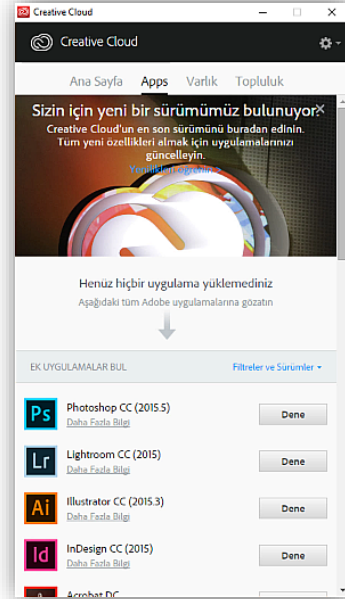 Creative Cloud
Creative Cloud
Ana Sayfa Apps Varlık Topluluk
Sizin için yeni bir sürümümüz bulunuyor.
Creative Cloud'un en son sürümünü buradan edinin.
Tüm yeni özellikleri almak için uygulamalarınızı
güncelleyin.
Yenilikleri öğrenin >
Henüz hiçbir uygulama yüklemediniz
Aşağıdaki tüm Adobe uygulamalarına gözatın
EK UYGULAMALAR BUL Filtreler ve Sürümler
Ps Photoshop CC (2015.5) Dene
Daha Fazla Bilgi
Lr Lightroom CC (2015) Dene
Daha Fazla Bilgi
Ai Illustrator CC (2015.3) Dene
Daha Fazla Bilgi
Id InDesign CC (2015) Dene
Daha Fazla Bilgi
Acrobat DC